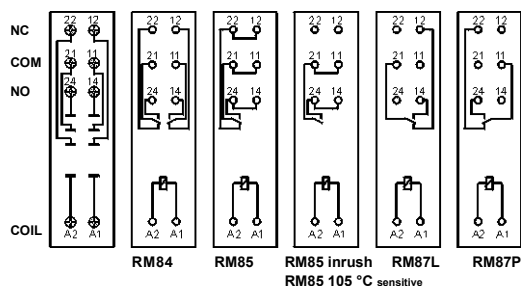 NC 22 12 22 12 22 12 22 12 22 12 22 12
COM 21 11 21 11 21 11 21 11 21 11 21 11
NO 24 14 24 14 24 14 24 14 24 14 24 14
COIL A2 A1 A2 A1 A2 A1 A2 A1 A2 A1 A2 A1
RM84 RM85 RM85 inrush RM87L RM87P
RM85 105 °C sensitive